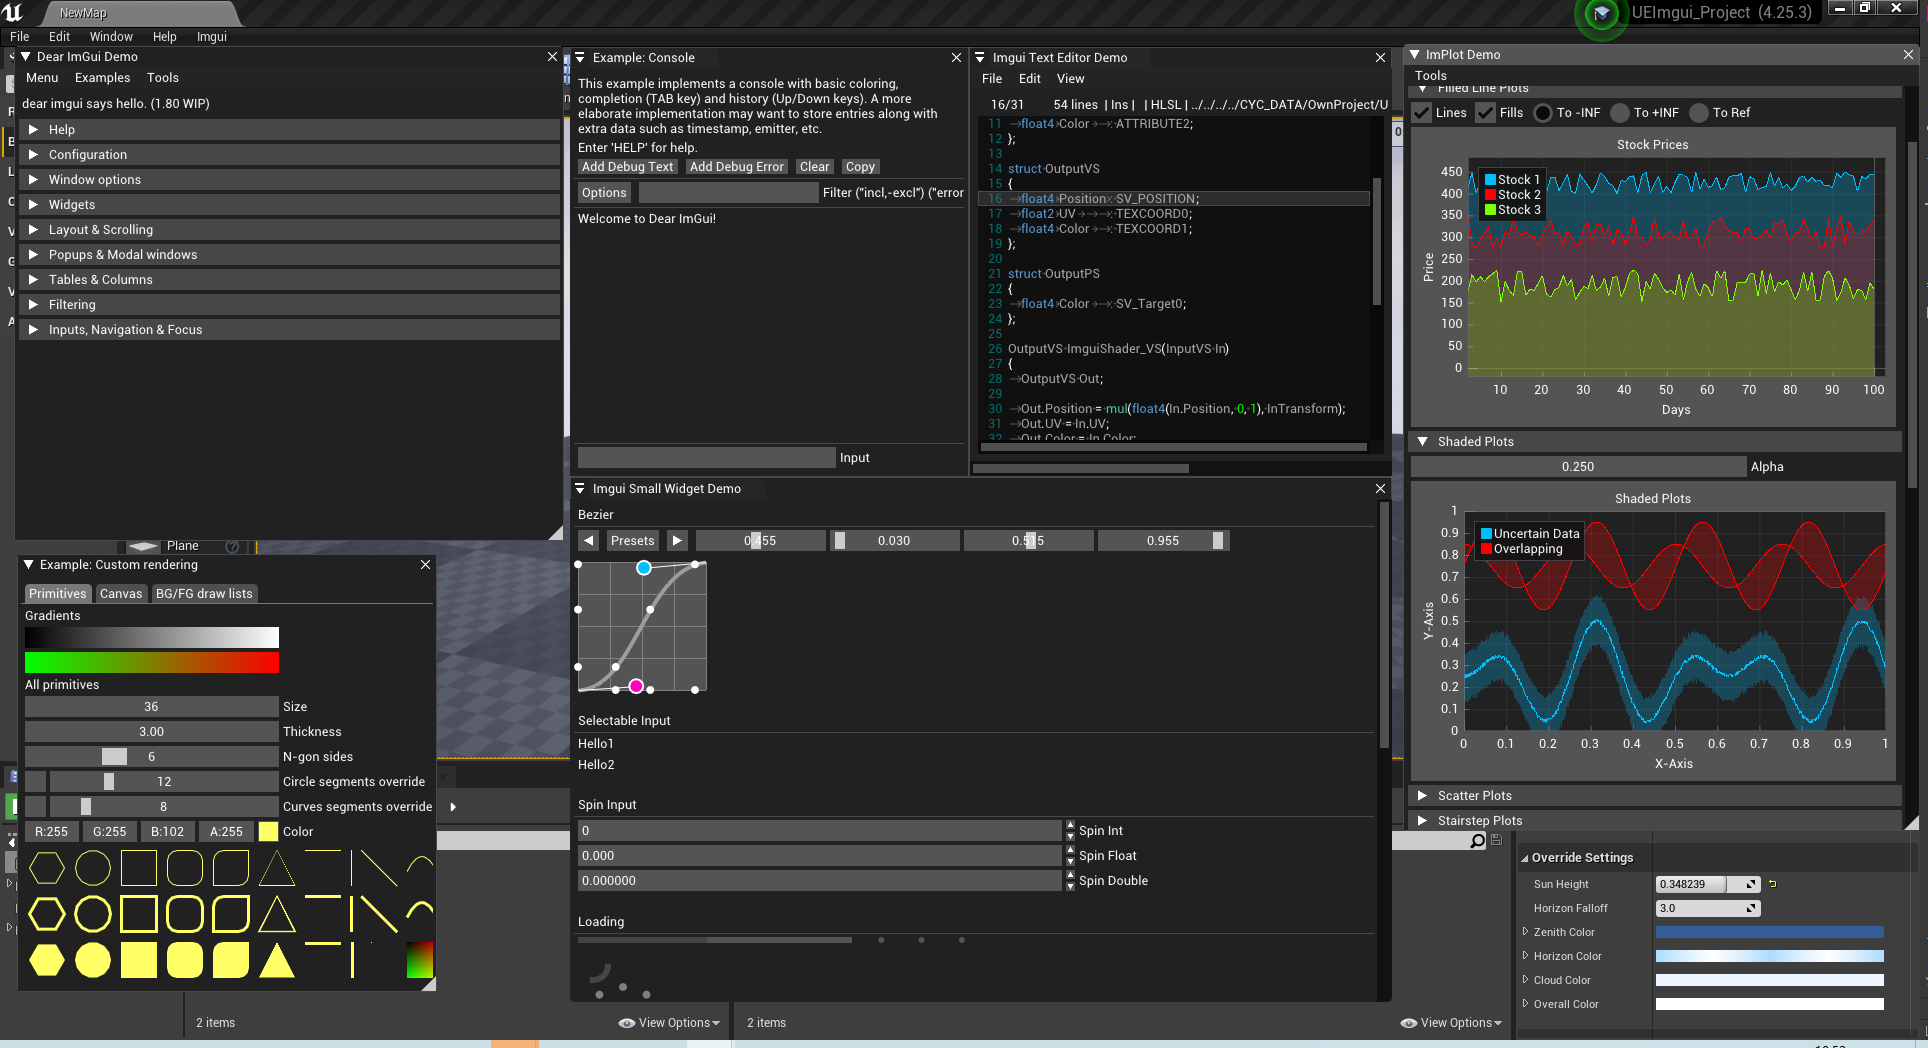 NewMap
UEImgui_Project (4.25.3)
File Edit Window Help Imgui
Dear ImGui Demo
Menu Examples Tools
dear imgui says hello. (1.80 WIP)
Help
Configuration
Window options
Widgets
Layout & Scrolling
Popups & Modal windows
Tables & Columns
Filtering
Inputs, Navigation & Focus
Plane
Example: Custom rendering
Primitives Canvas BG/FG draw lists
Gradients
All primitives
36 Size
3.00 Thickness
6 N-gon sides
12 Circle segments override
8 Curves segments override
R:255 G:255 B:102 A:255 Color
Example: Console
This example implements a console with basic coloring,
completion (TAB key) and history (Up/Down keys). A more
elaborate implementation may want to store entries along with
extra data such as timestamp, emitter, etc.
Enter 'HELP' for help.
Add Debug Text Add Debug Error Clear Copy
Options Filter ("incl,-excl") ("error
Welcome to Dear ImGui!
Input
Imgui Text Editor Demo
File Edit View
16/31 54 lines | Ins | | HLSL | ../../../../CYC_DATA/OwnProject/U
11 float4 Color : ATTRIBUTE2;
12 };
13
14 struct OutputVS
15 {
16 float4 Position : SV_POSITION;
17 float2 UV : TEXCOORD0;
18 float4 Color : TEXCOORD1;
19 };
20
21 struct OutputPS
22 {
23 float4 Color : SV_Target0;
24 };
25
26 OutputVS ImguiShader_VS(InputVS In)
27 {
28 OutputVS Out;
29
30 Out.Position = mul(float4(In.Position, 0, 1), InTransform);
31 Out.UV = In.UV;
32 Out.Color = In.Color;
Imgui Small Widget Demo
Bezier
Presets 0.455 0.030 0.515 0.955
Selectable Input
Hello1
Hello2
Spin Input
0 Spin Int
0.000 Spin Float
0.000000 Spin Double
Loading
ImPlot Demo
Tools
Filled Line Plots
Lines Fills To -INF To +INF To Ref
Stock Prices
Stock 1
Stock 2
Stock 3
450
400
350
300
250
200
150
100
50
0
Price
10 20 30 40 50 60 70 80 90 100
Days
Shaded Plots
0.250 Alpha
Shaded Plots
Uncertain Data
Overlapping
1
0.9
0.8
0.7
0.6
0.5
0.4
0.3
0.2
0.1
0
Y-Axis
0 0.1 0.2 0.3 0.4 0.5 0.6 0.7 0.8 0.9 1
X-Axis
Scatter Plots
Stairstep Plots
Override Settings
Sun Height 0.348239
Horizon Falloff 3.0
Zenith Color
Horizon Color
Cloud Color
Overall Color
2 items View Options
2 items View Options